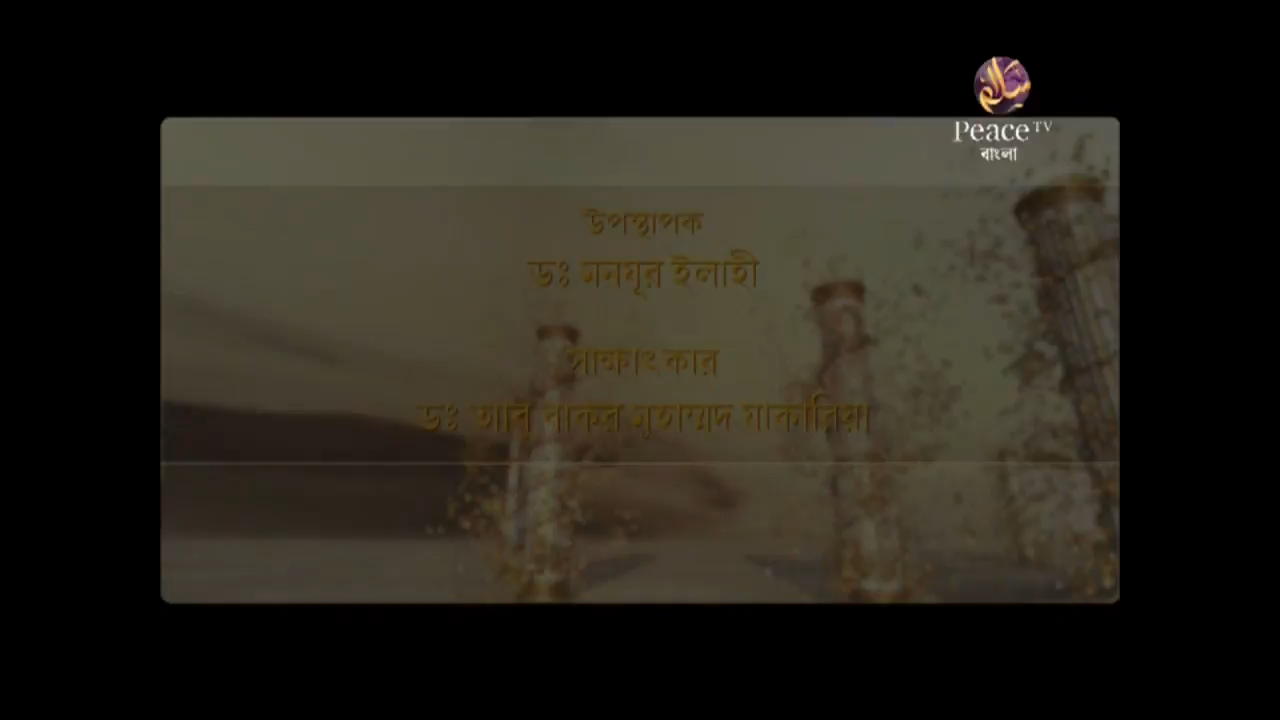 Peace TV
বাংলা
উপস্থাপক
ডঃ মনযূর ইলাহী
সাক্ষাৎকার
ডঃ আবু বাকর মুহাম্মদ যাকারিয়া